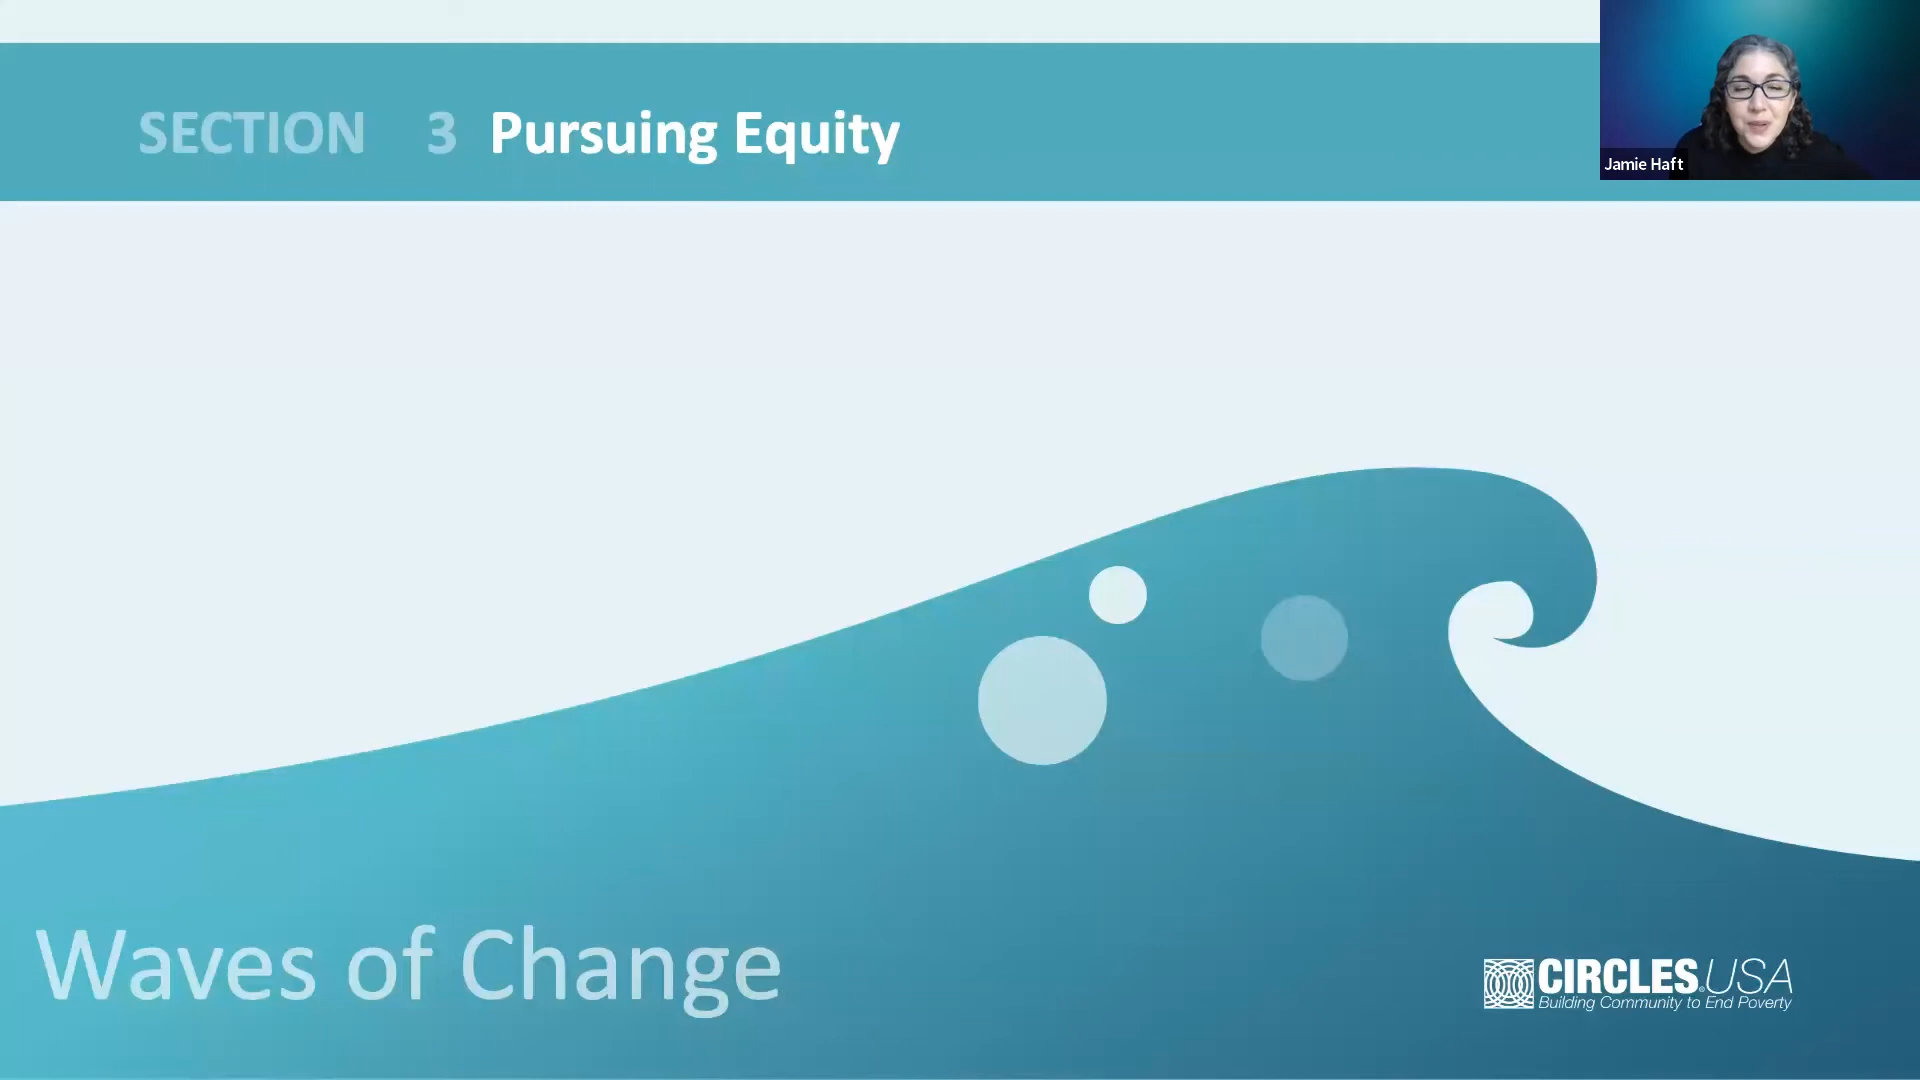 SECTION 3 Pursuing Equity
Jamie Haft
Waves of Change
CIRCLES® USA
Building Community to End Poverty